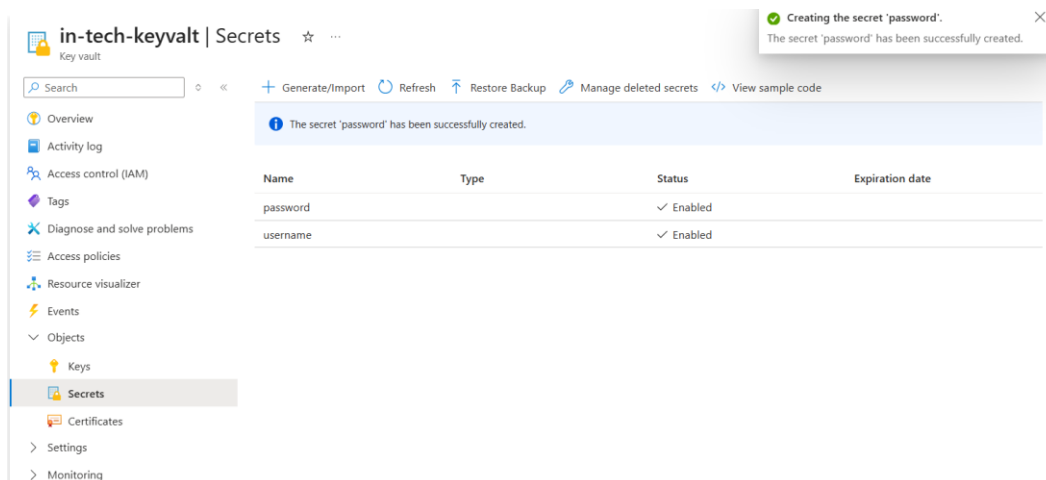 in-tech-keyvalt | Secrets
Key vault
Creating the secret 'password'.
The secret 'password' has been successfully created.
Search
Generate/Import Refresh Restore Backup Manage deleted secrets View sample code
Overview
The secret 'password' has been successfully created.
Activity log
Access control (IAM)
Name Type Status Expiration date
Tags
password Enabled
Diagnose and solve problems
username Enabled
Access policies
Resource visualizer
Events
Objects
Keys
Secrets
Certificates
Settings
Monitoring